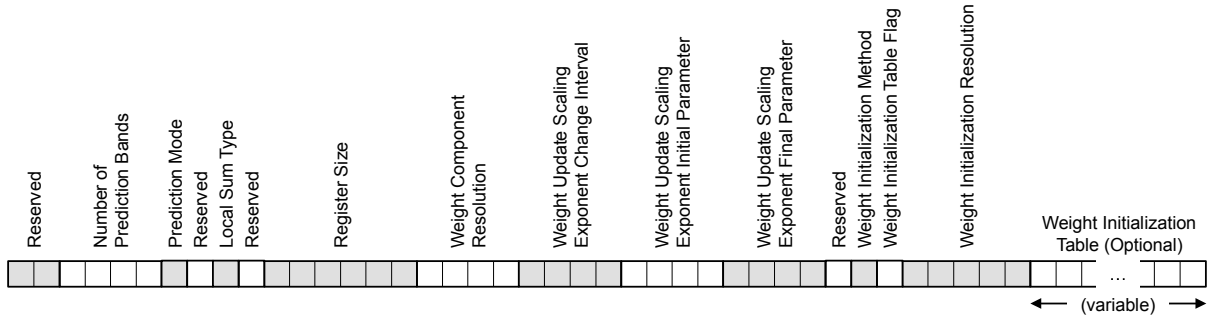 Reserved
Number of
Prediction Bands
Prediction Mode
Reserved
Local Sum Type
Reserved
Register Size
Weight Component
Resolution
Weight Update Scaling
Exponent Change Interval
Weight Update Scaling
Exponent Initial Parameter
Weight Update Scaling
Exponent Final Parameter
Reserved
Weight Initialization Method
Weight Initialization Table Flag
Weight Initialization Resolution
Weight Initialization
Table (Optional)
...
(variable)